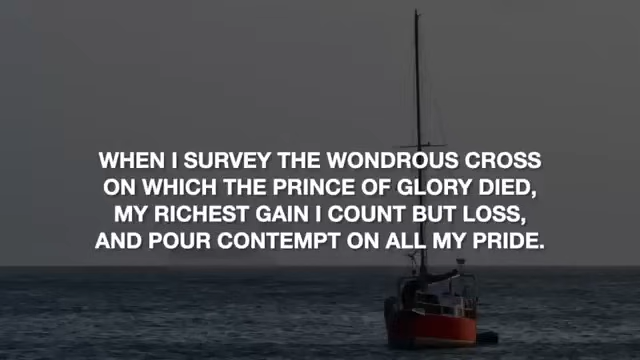 WHEN I SURVEY THE WONDROUS CROSS
ON WHICH THE PRINCE OF GLORY DIED,
MY RICHEST GAIN I COUNT BUT LOSS,
AND POUR CONTEMPT ON ALL MY PRIDE.